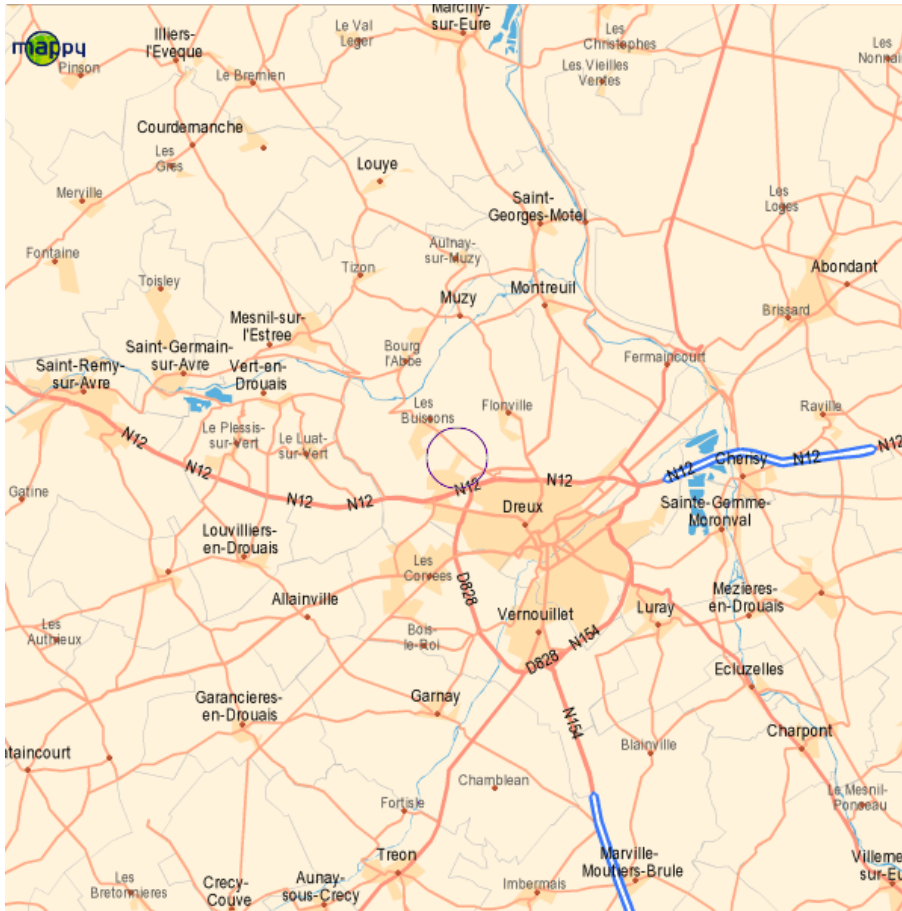 Marcilly-
sur-Eure
Le Val
Leger
Illiers-
l'Eveque
mappy
Pinson
Le Bremien
Les
Christophes
Les
Les Vieilles
Ventes
Courdemanche
Les
Gres
Louye
Merville
Saint-
Georges-Motel
Les
Loges
Aulnay-
sur-Muzy
Fontaine
Toisley
Tizon
Abondant
Muzy
Montreuil
Brissard
Mesnil-sur-
l'Estree
Saint-Germain
sur-Avre
Bourg
l'Abbe
Fermaincourt
Saint-Remy-
sur-Avre
Vert-en-
Drouais
Les
Buissons
Flonville
Raville
N12
Le Plessis-
sur-Vert
Le Luat-
sur-Vert
N12
N12
N12
N12
N12
N12
N12
N12
N12
Cherisy
Gatine
Dreux
Sainte-Gemme-
Moronval
Louvilliers-
en-Drouais
Les
Corvees
D828
Allainville
Vernouillet
Luray
Mezieres-
en-Drouais
Les
Authieux
Bois-
le-Roi
N154
D828
Ecluzelles
Garancieres-
en-Drouais
Garnay
N154
Charpont
Blainville
ntaincourt
Chamblean
Fortisle
Le Mesnil-
Ponceau
Treon
Marville-
Moutiers-Brule
Villeme
sur-Eu
Les
Bretonnieres
Crecy-
Couve
Aunay-
sous-Crecy
Imbermais